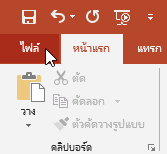 ไฟล์ หน้าแรก แทรก
วาง
ตัด
คัดลอก
ตัวคัดวางรูปแบบ
คลิปบอร์ด